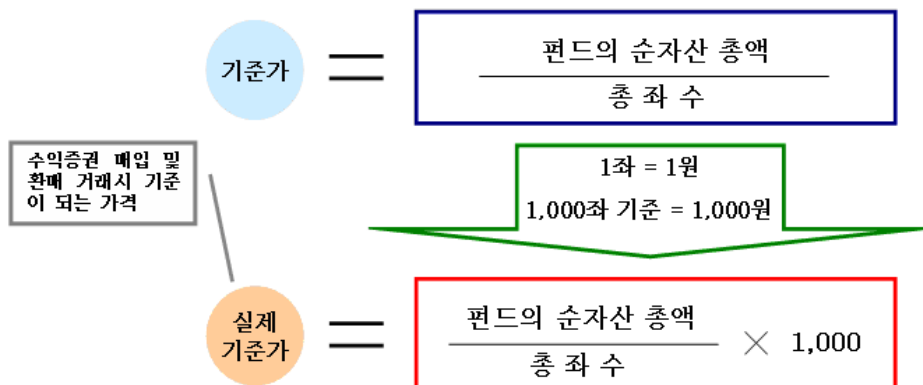 기준가
=
펀드의 순자산 총액
총 좌 수
수익증권 매입 및
환매 거래시 기준
이 되는 가격
1좌 = 1원
1,000좌 기준 = 1,000원
실제
기준가
=
펀드의 순자산 총액
총 좌 수
× 1,000